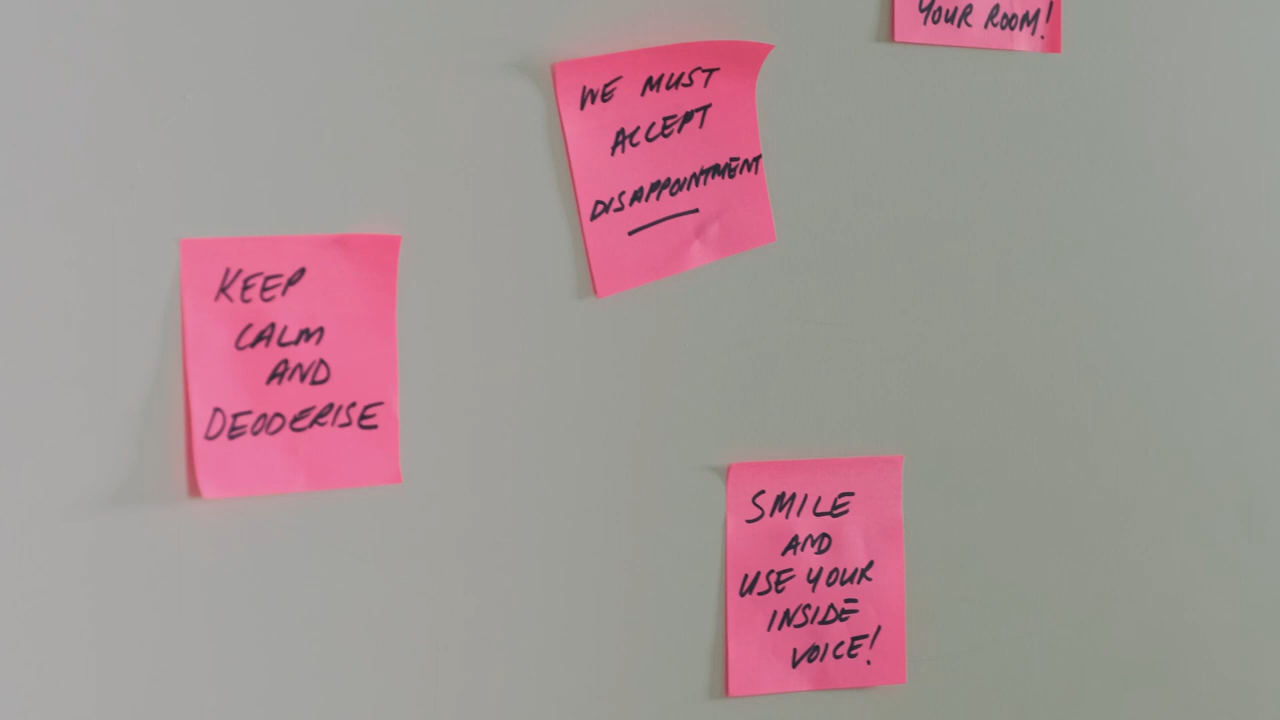 YOUR ROOM!
WE MUST
ACCEPT
DISAPPOINTMENT
KEEP
CALM
AND
DEODERISE
SMILE
AND
USE YOUR
INSIDE
VOICE!